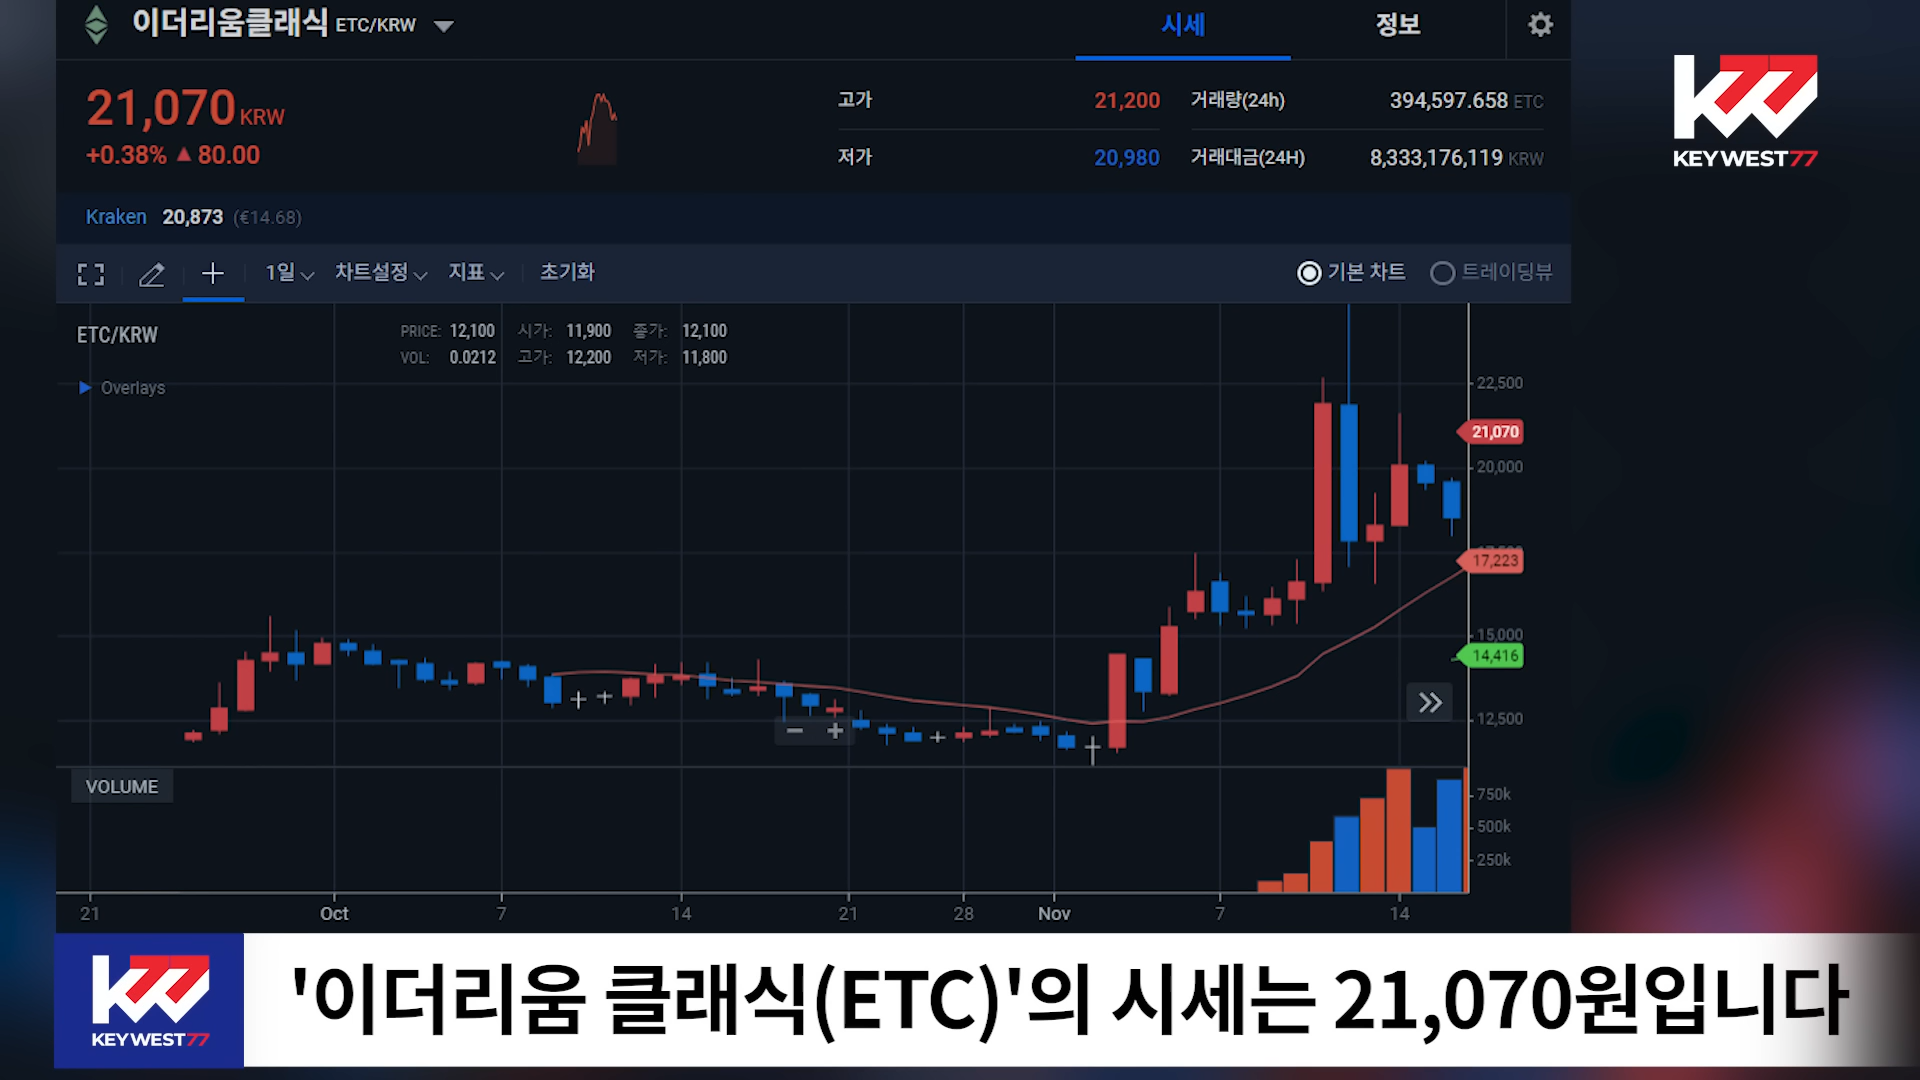 이더리움클래식 ETC/KRW
시세
정보
21,070 KRW
+0.38% ▲ 80.00
고가 21,200
저가 20,980
거래량(24h) 394,597.658 ETC
거래대금(24H) 8,333,176,119 KRW
KEYWEST77
Kraken 20,873 (€14.68)
1일 차트설정 지표 초기화
기본 차트 트레이딩뷰
ETC/KRW
PRICE: 12,100 시가: 11,900 종가: 12,100
VOL: 0.0212 고가: 12,200 저가: 11,800
Overlays
22,500
21,070
20,000
17,223
15,000
14,416
12,500
VOLUME
750k
500k
250k
21 Oct 7 14 21 28 Nov 7 14
KEYWEST77
'이더리움 클래식(ETC)'의 시세는 21,070원입니다